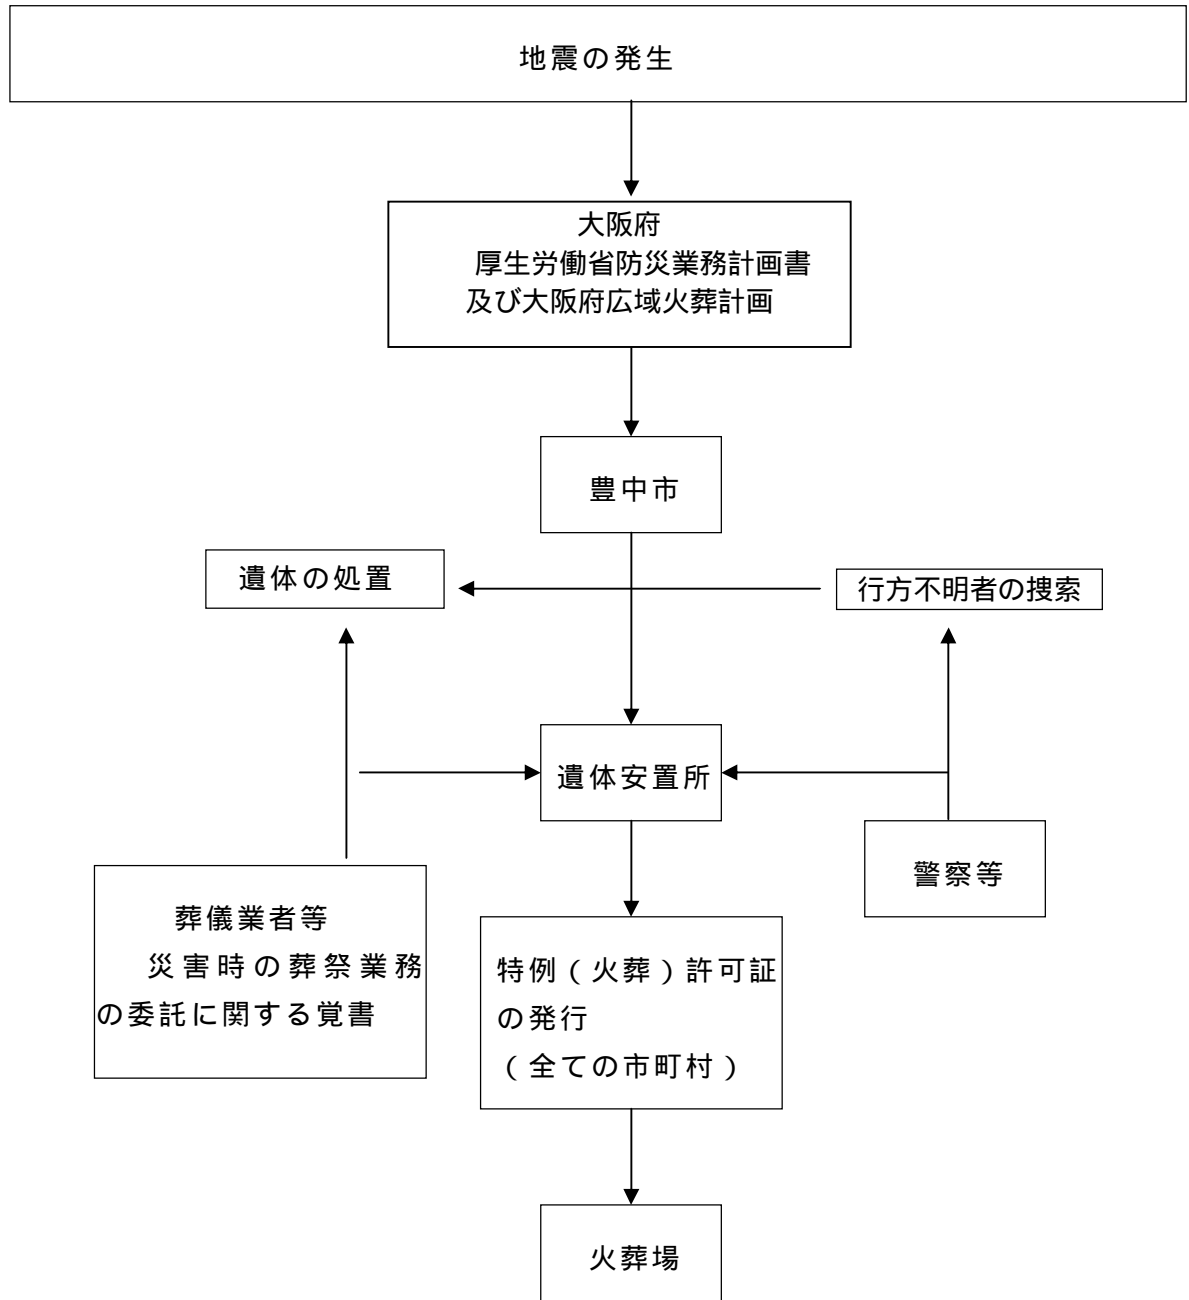 地震の発生
大阪府
厚生労働省防災業務計画書
及び大阪府広域火葬計画
豊中市
遺体の処置
行方不明者の捜索
遺体安置所
警察等
葬儀業者等
災害時の葬祭業務
の委託に関する覚書
特例（火葬）許可証
の発行
（全ての市町村）
火葬場